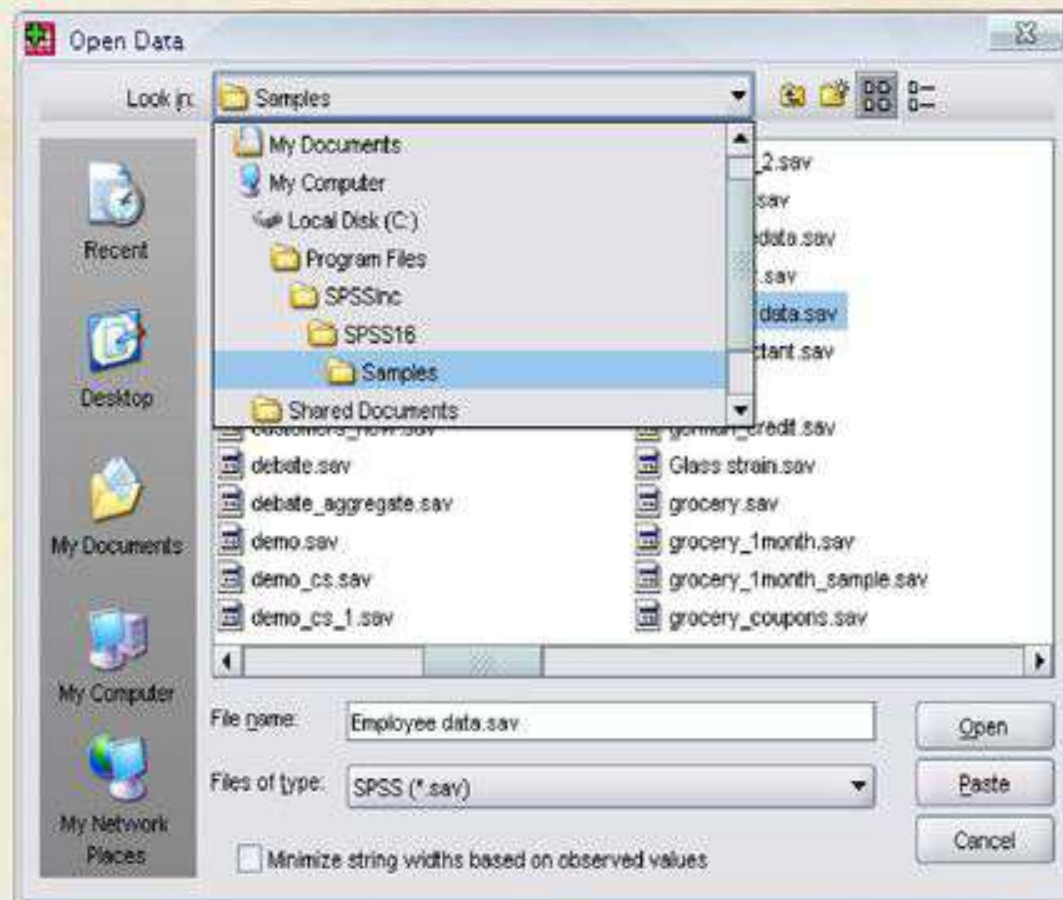 Open Data
Look in: Samples
My Documents
My Computer
Local Disk (C:)
Program Files
SPSSInc
SPSS16
Samples
Shared Documents
_2.sav
sav
data.sav
.sav
data.sav
ctant.sav
debate.sav
debate_aggregate.sav
demo.sav
demo_cs.sav
demo_cs_1.sav
german_credit.sav
Glass strain.sav
grocery.sav
grocery_1month.sav
grocery_1month_sample.sav
grocery_coupons.sav
Recent
Desktop
My Documents
My Computer
My Network
Places
File name: Employee data.sav
Files of type: SPSS (*.sav)
Minimize string widths based on observed values
Open
Paste
Cancel